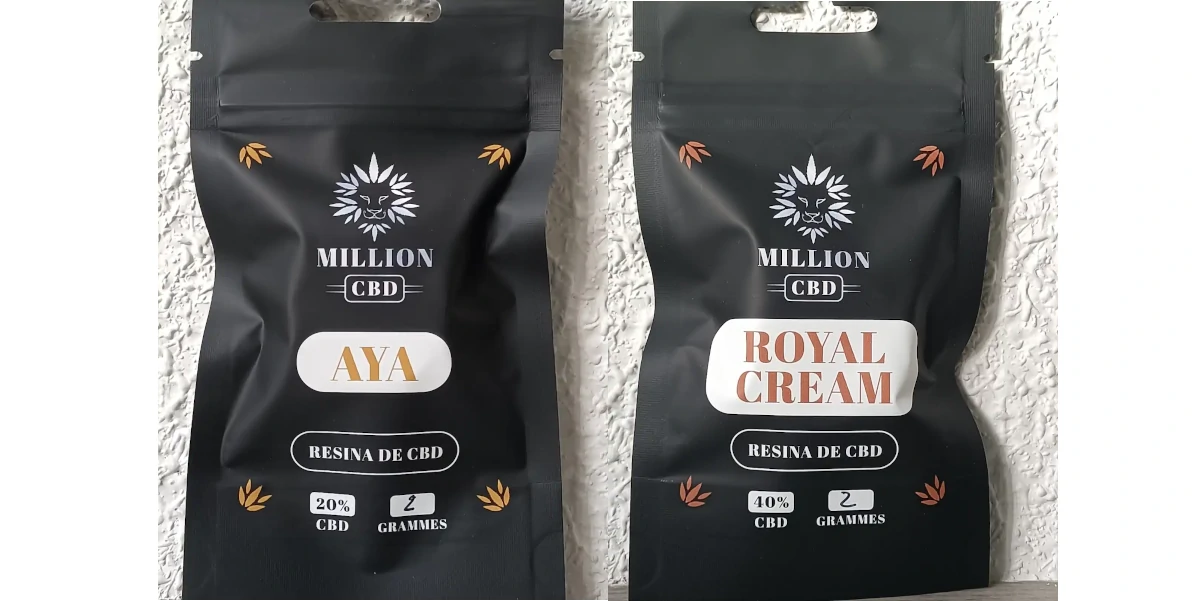 MILLION
CBD
AYA
RESINA DE CBD
20%
CBD
2
GRAMMES
MILLION
CBD
ROYAL
CREAM
RESINA DE CBD
40%
CBD
2
GRAMMES